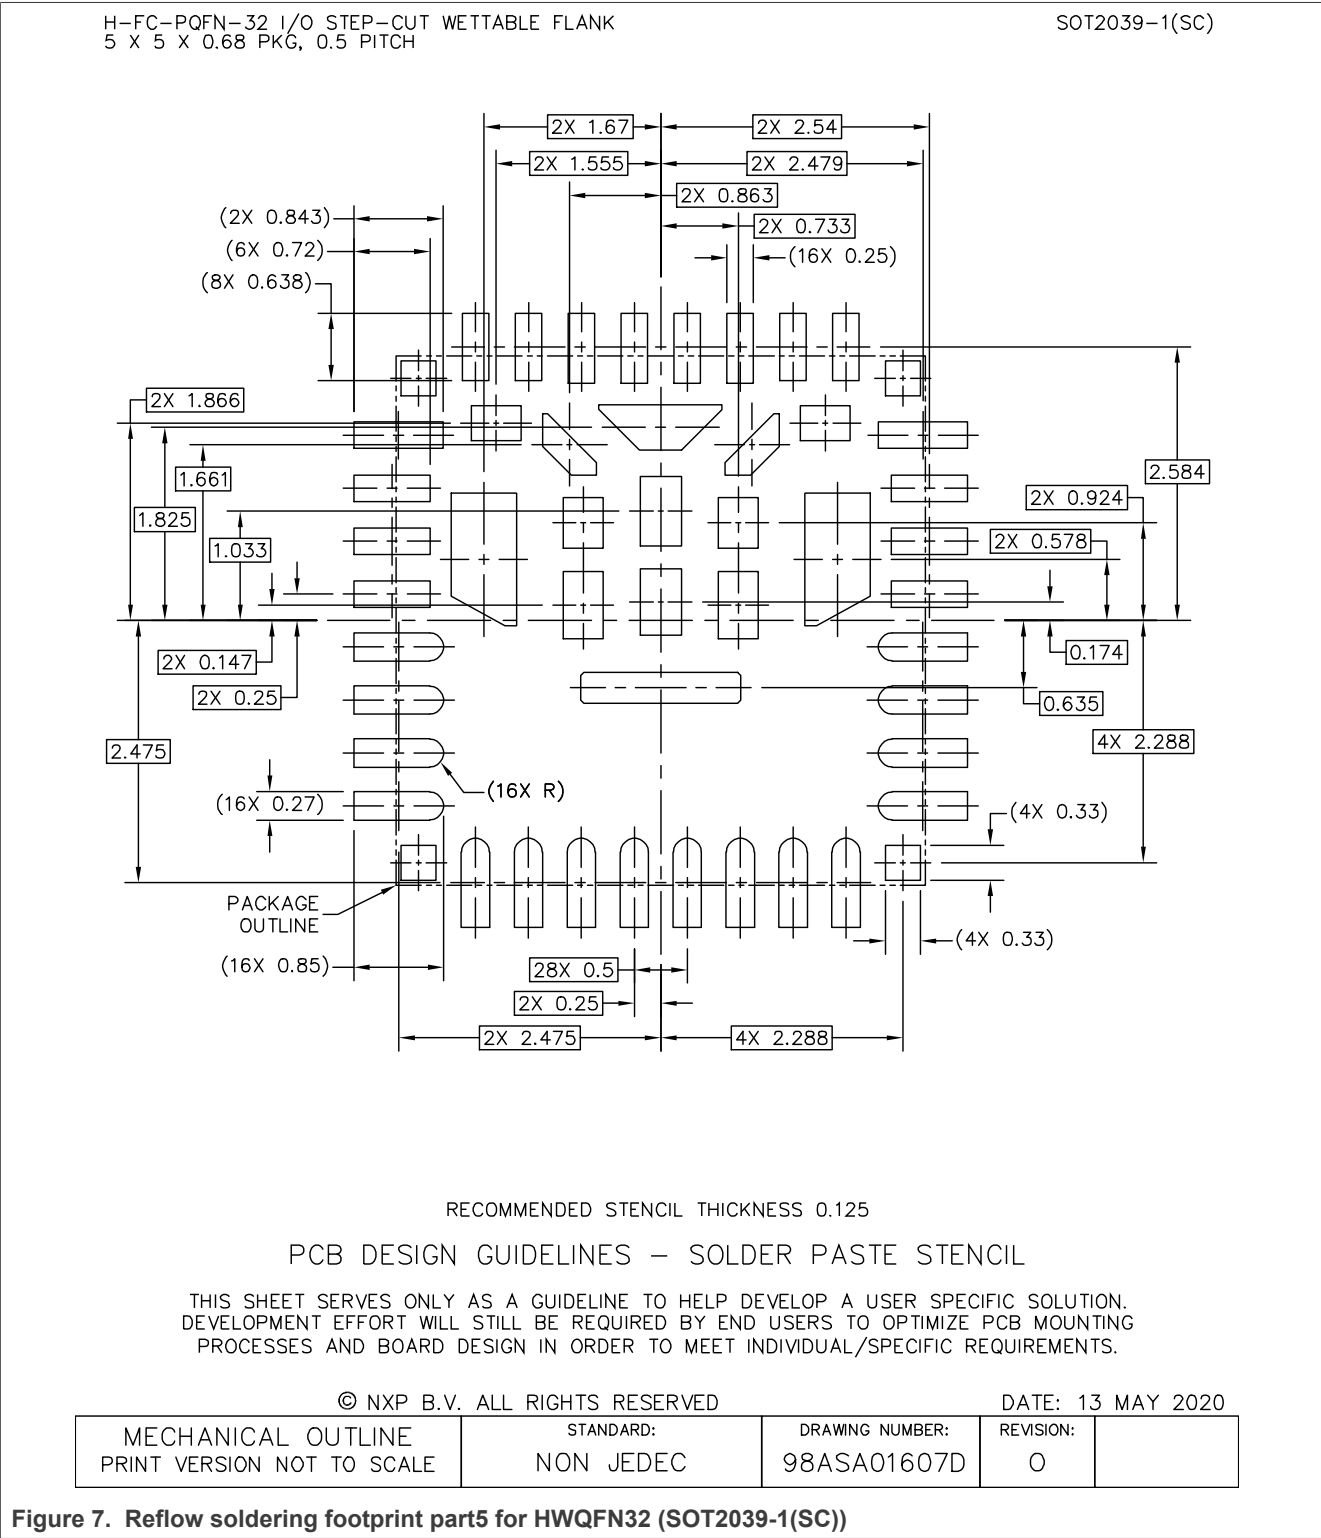 H-FC-PQFN-32 I/O STEP-CUT WETTABLE FLANK
5 X 5 X 0.68 PKG, 0.5 PITCH
SOT2039-1(SC)
2X 1.67
2X 2.54
2X 1.555
2X 2.479
2X 0.863
(2X 0.843)
2X 0.733
(6X 0.72)
(16X 0.25)
(8X 0.638)
2X 1.866
2.584
1.661
2X 0.924
1.825
2X 0.578
1.033
2X 0.147
0.174
2X 0.25
0.635
2.475
4X 2.288
(16X R)
(16X 0.27)
(4X 0.33)
PACKAGE
OUTLINE
(4X 0.33)
(16X 0.85)
28X 0.5
2X 0.25
2X 2.475
4X 2.288
RECOMMENDED STENCIL THICKNESS 0.125
PCB DESIGN GUIDELINES – SOLDER PASTE STENCIL
THIS SHEET SERVES ONLY AS A GUIDELINE TO HELP DEVELOP A USER SPECIFIC SOLUTION.
DEVELOPMENT EFFORT WILL STILL BE REQUIRED BY END USERS TO OPTIMIZE PCB MOUNTING
PROCESSES AND BOARD DESIGN IN ORDER TO MEET INDIVIDUAL/SPECIFIC REQUIREMENTS.
© NXP B.V. ALL RIGHTS RESERVED
DATE: 13 MAY 2020
MECHANICAL OUTLINE
PRINT VERSION NOT TO SCALE
STANDARD:
NON JEDEC
DRAWING NUMBER:
98ASA01607D
REVISION:
O
Figure 7. Reflow soldering footprint part5 for HWQFN32 (SOT2039-1(SC))